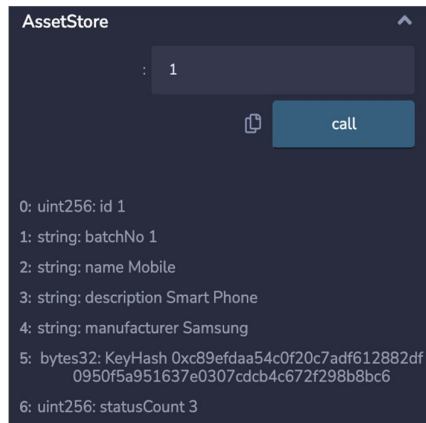 AssetStore
: 1
call
0: uint256: id 1
1: string: batchNo 1
2: string: name Mobile
3: string: description Smart Phone
4: string: manufacturer Samsung
5: bytes32: KeyHash 0xc89efdaa54c0f20c7adf612882df
0950f5a951637e0307cdcb4c672f298b8bc6
6: uint256: statusCount 3